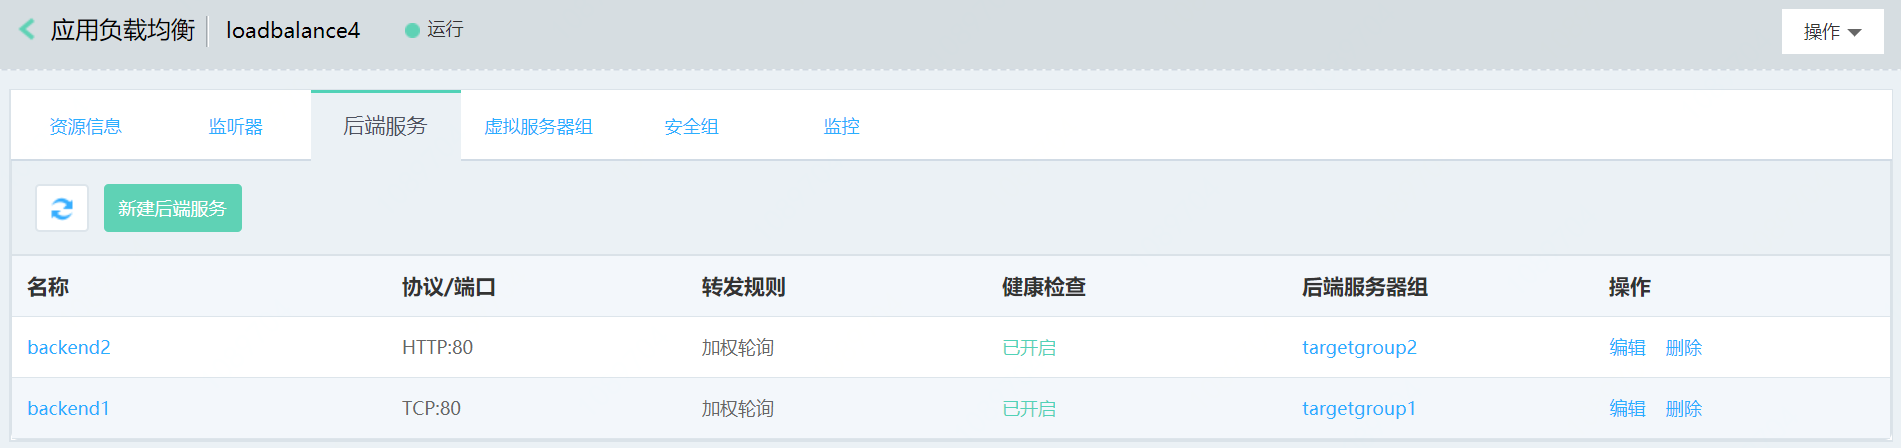 应用负载均衡 loadbalance4 运行 操作
资源信息 监听器 后端服务 虚拟服务器组 安全组 监控
新建后端服务
名称 协议/端口 转发规则 健康检查 后端服务器组 操作
backend2 HTTP:80 加权轮询 已开启 targetgroup2 编辑 删除
backend1 TCP:80 加权轮询 已开启 targetgroup1 编辑 删除